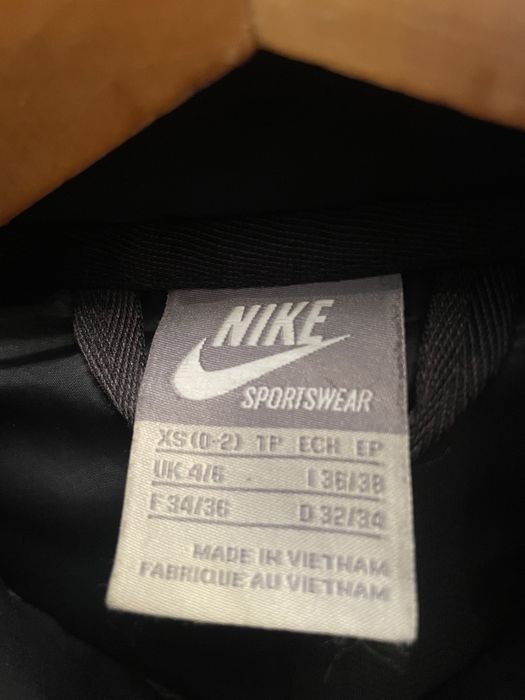 NIKE
SPORTSWEAR
XS (0-2) TP ECH EP
UK 4/6 I 36/38
F 34/36 D 32/34
MADE IN VIETNAM
FABRIQUE AU VIETNAM